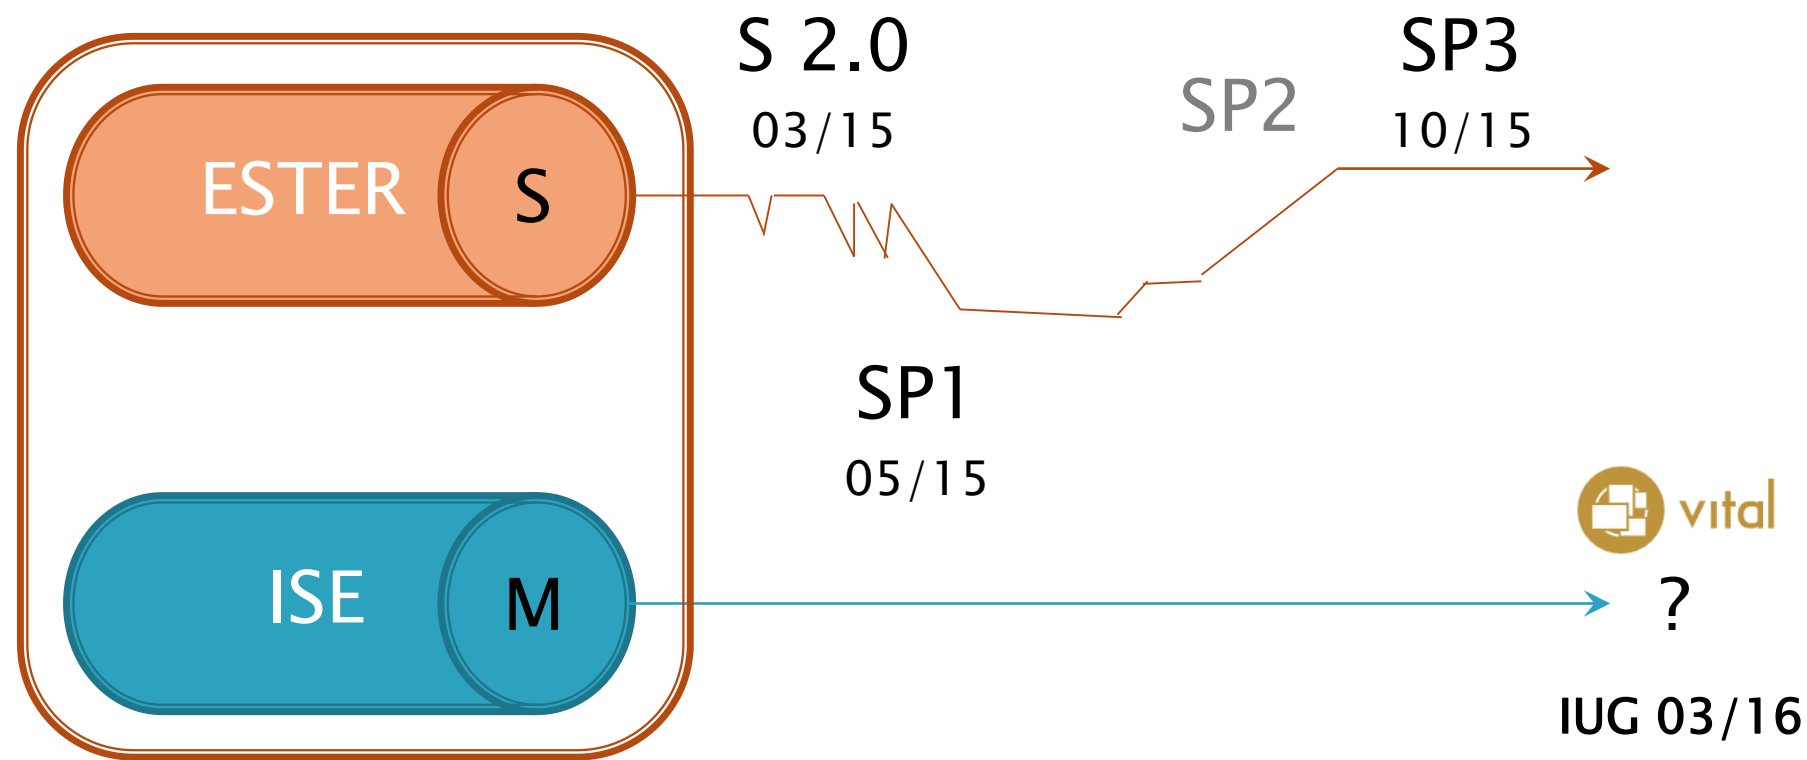 S 2.0
03/15
SP2
SP3
10/15
ESTER
S
SP1
05/15
vital
ISE
M
?
IUG 03/16